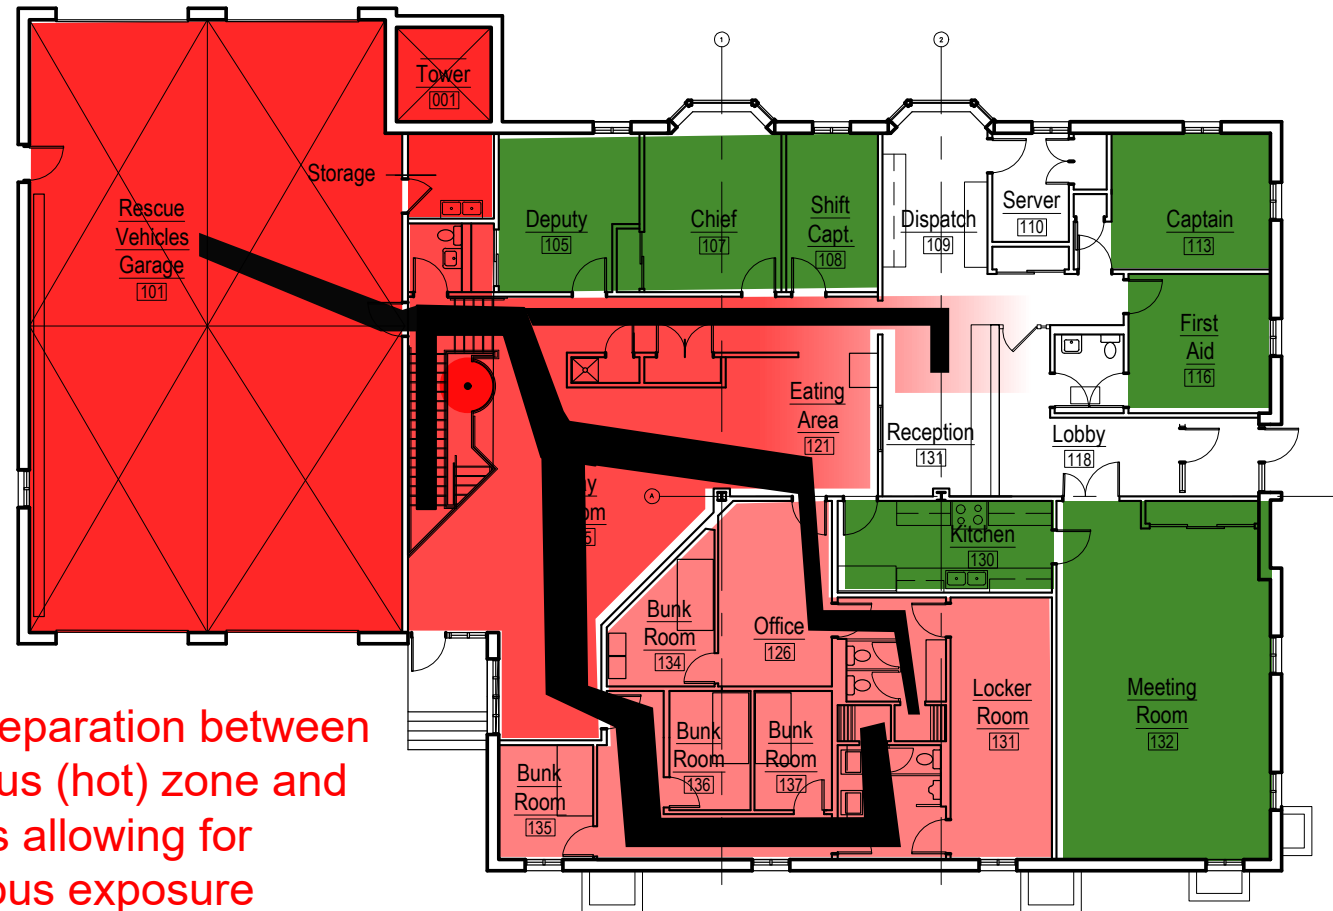 1
2
Tower
001
Storage
Rescue
Vehicles
Garage
101
Deputy
105
Chief
107
Shift
Capt.
108
Dispatch
109
Server
110
Captain
113
First
Aid
116
Eating
Area
121
Reception
131
Lobby
118
A
Kitchen
130
Bunk
Room
134
Office
126
Locker
Room
131
Meeting
Room
132
Bunk
Room
136
Bunk
Room
137
Bunk
Room
135
eparation between
us (hot) zone and
s allowing for
ous exposure